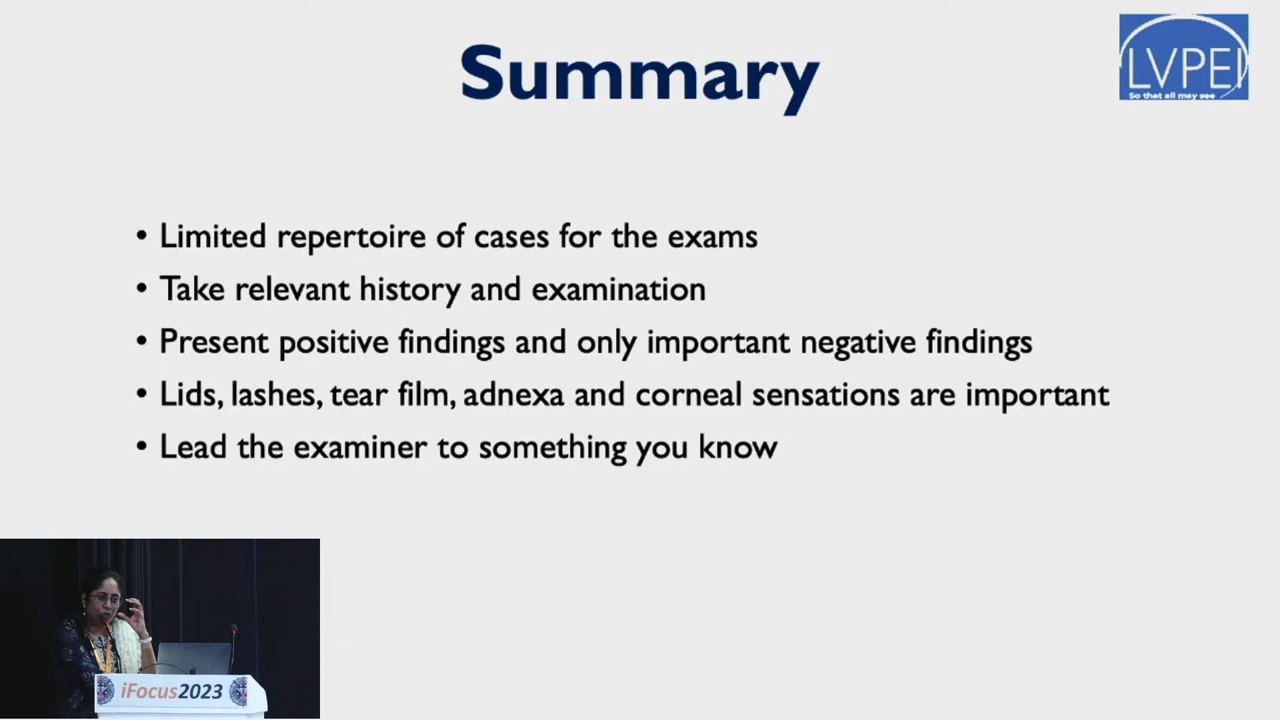 Summary
LVPEI
So that all may see
• Limited repertoire of cases for the exams
• Take relevant history and examination
• Present positive findings and only important negative findings
• Lids, lashes, tear film, adnexa and corneal sensations are important
• Lead the examiner to something you know
iFocus2023